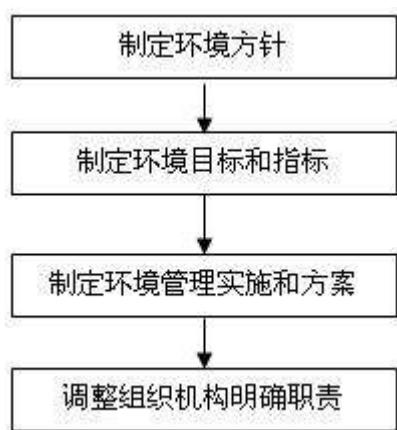 制定环境方针
制定环境目标和指标
制定环境管理实施和方案
调整组织机构明确职责